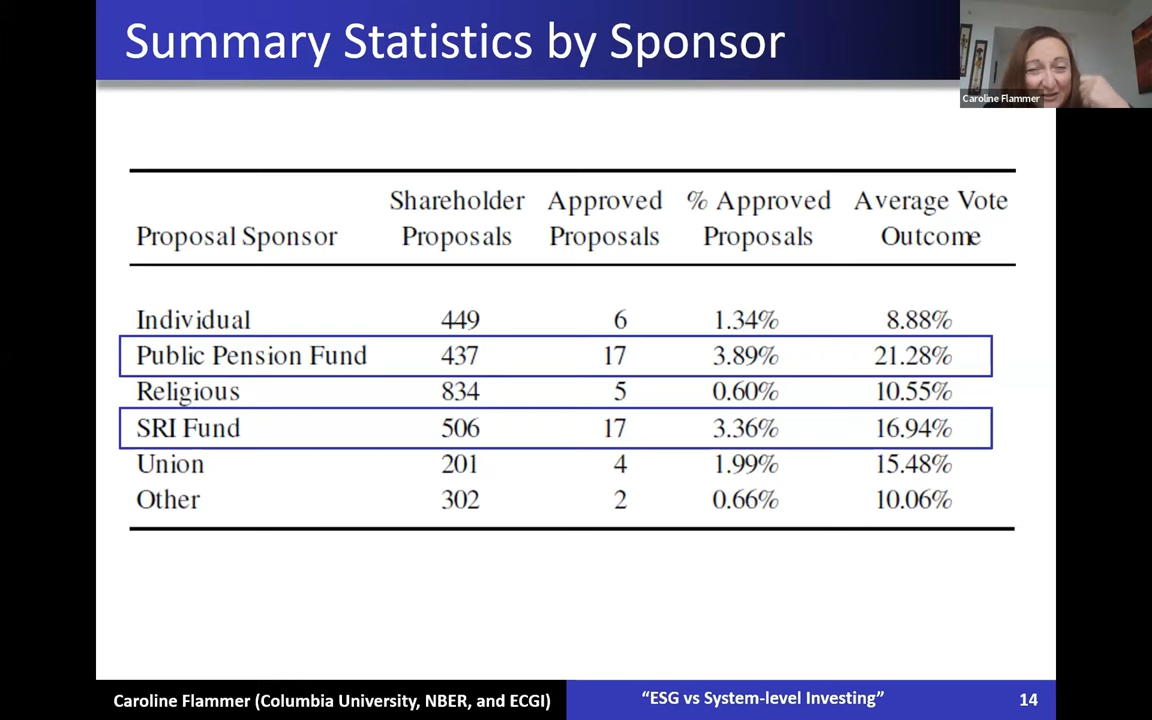 Summary Statistics by Sponsor
Caroline Flammer
Shareholder Approved % Approved Average Vote
Proposal Sponsor Proposals Proposals Proposals Outcome
Individual 449 6 1.34% 8.88%
Public Pension Fund 437 17 3.89% 21.28%
Religious 834 5 0.60% 10.55%
SRI Fund 506 17 3.36% 16.94%
Union 201 4 1.99% 15.48%
Other 302 2 0.66% 10.06%
Caroline Flammer (Columbia University, NBER, and ECGI) “ESG vs System-level Investing” 14